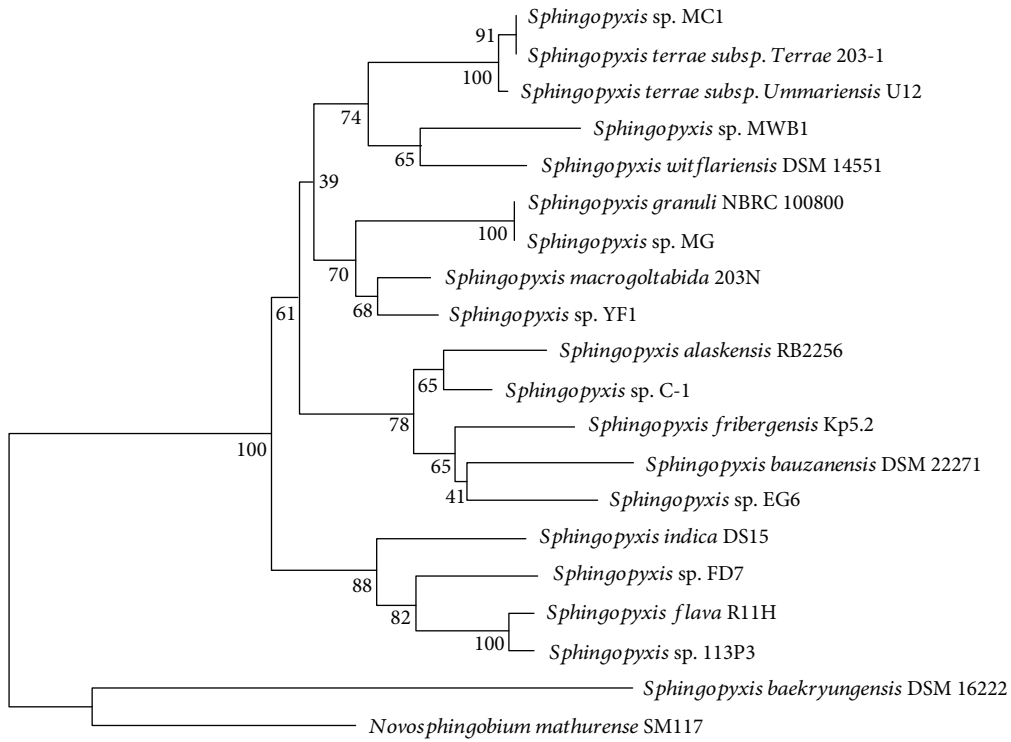 Sphingopyxis sp. MC1
91
Sphingopyxis terrae subsp. Terrae 203-1
100
Sphingopyxis terrae subsp. Ummariensis U12
74
Sphingopyxis sp. MWB1
65
Sphingopyxis witflariensis DSM 14551
39
Sphingopyxis granuli NBRC 100800
100
Sphingopyxis sp. MG
70
Sphingopyxis macrogoltabida 203N
68
Sphingopyxis sp. YF1
61
Sphingopyxis alaskensis RB2256
65
Sphingopyxis sp. C-1
78
Sphingopyxis fribergensis Kp5.2
100
65
Sphingopyxis bauzanensis DSM 22271
41
Sphingopyxis sp. EG6
Sphingopyxis indica DS15
88
Sphingopyxis sp. FD7
82
Sphingopyxis flava R11H
100
Sphingopyxis sp. 113P3
Sphingopyxis baekryungensis DSM 16222
Novosphingobium mathurense SM117